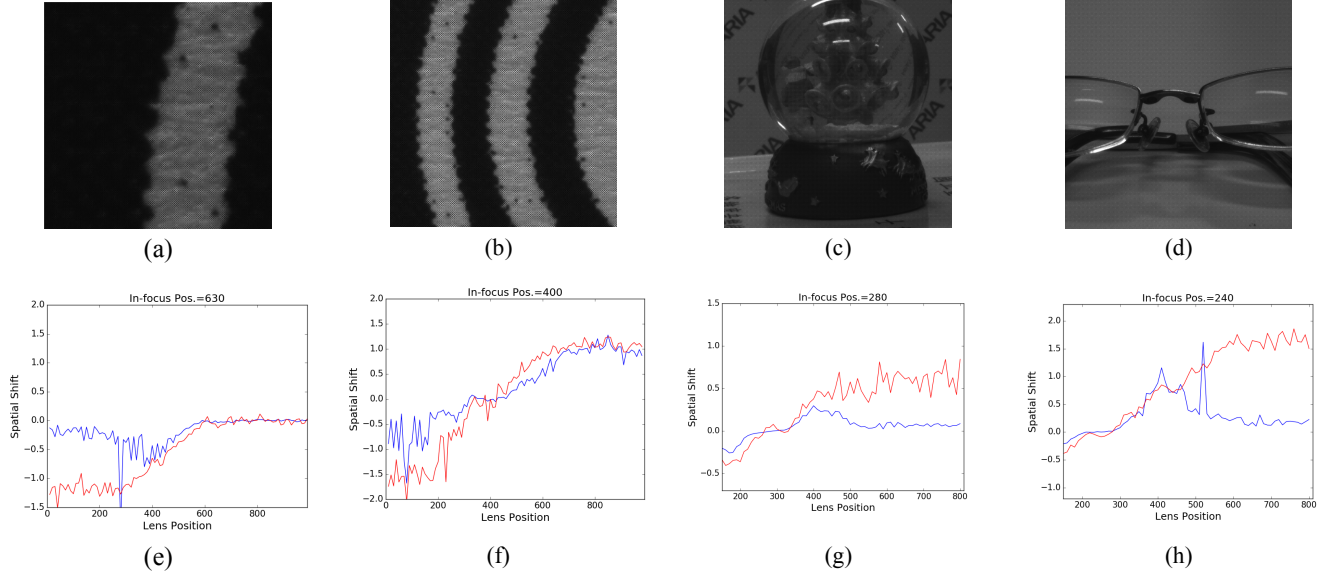 ARIA
ARIA
ARIA
(a)
(b)
(c)
(d)
In-focus Pos.=630
2.0
1.5
1.0
0.5
0.0
−0.5
−1.0
−1.5
Spatial Shift
0
200
400
600
800
Lens Position
In-focus Pos.=400
2.0
1.5
1.0
0.5
0.0
−0.5
−1.0
−1.5
−2.0
Spatial Shift
0
200
400
600
800
Lens Position
In-focus Pos.=280
1.5
1.0
0.5
0.0
−0.5
Spatial Shift
200
300
400
500
600
700
800
Lens Position
In-focus Pos.=240
2.0
1.5
1.0
0.5
0.0
−0.5
−1.0
Spatial Shift
200
300
400
500
600
700
800
Lens Position
(e)
(f)
(g)
(h)